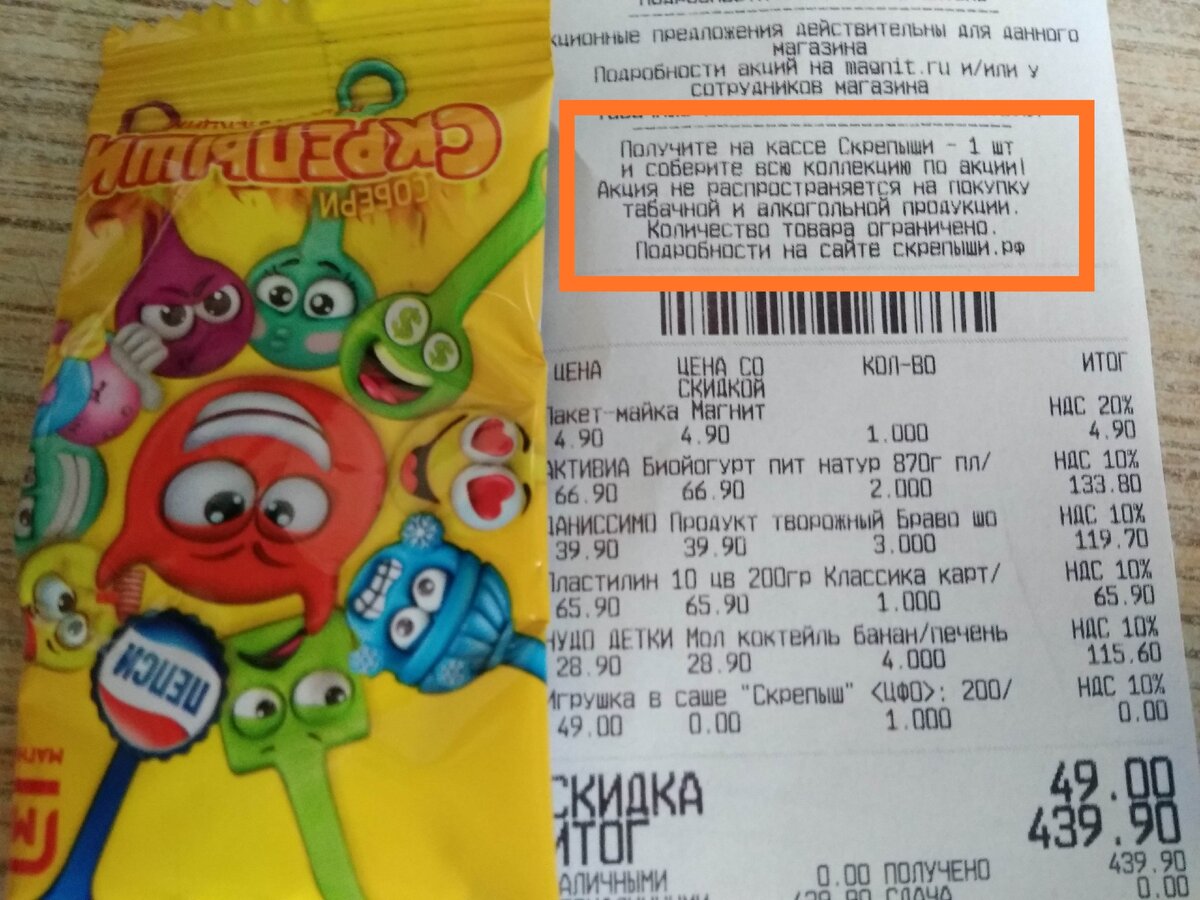 СКРЕПЫШИ
СОБЕРИ
ПЕПСИ
кционные предложения действительны для данного
магазина
Подробности акций на magnit.ru и/или у
сотрудников магазина
Получите на кассе Скрепыши - 1 шт
и соберите всю коллекцию по акции!
Акция не распространяется на покупку
табачной и алкогольной продукции.
Количество товара ограничено.
Подробности на сайте скрепыши.рф
ЦЕНА ЦЕНА СО КОЛ-ВО ИТОГ
СКИДКОЙ
Пакет-майка Магнит НДС 20%
4.90 4.90 1.000 4.90
АКТИВИА Биойогурт пит натур 870г пл/ НДС 10%
66.90 66.90 2.000 133.80
ДАНИССИМО Продукт творожный Браво шо НДС 10%
39.90 39.90 3.000 119.70
Пластилин 10 цв 200гр Классика карт/ НДС 10%
65.90 65.90 1.000 65.90
ЧУДО ДЕТКИ Мол коктейль банан/печень НДС 10%
28.90 28.90 4.000 115.60
Игрушка в саше "Скрепыш" <ЦФО>: 200/ НДС 10%
49.00 0.00 1.000 0.00
СКИДКА 49.00
ИТОГ 439.90
АЛИЧНЫМИ 0.00 ПОЛУЧЕНО 439.90
439.90 СДАЧА 0.00